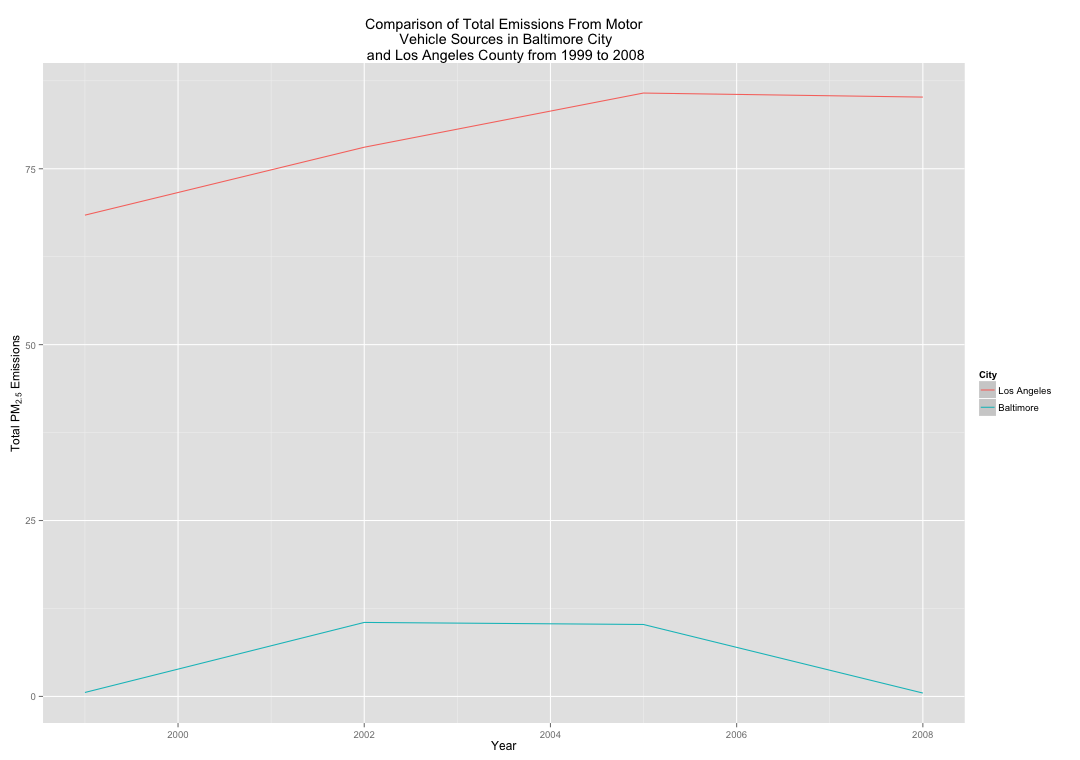 Comparison of Total Emissions From Motor
Vehicle Sources in Baltimore City
and Los Angeles County from 1999 to 2008
75
50
25
0
Total PM2.5 Emissions
2000
2002
2004
2006
2008
Year
City
Los Angeles
Baltimore